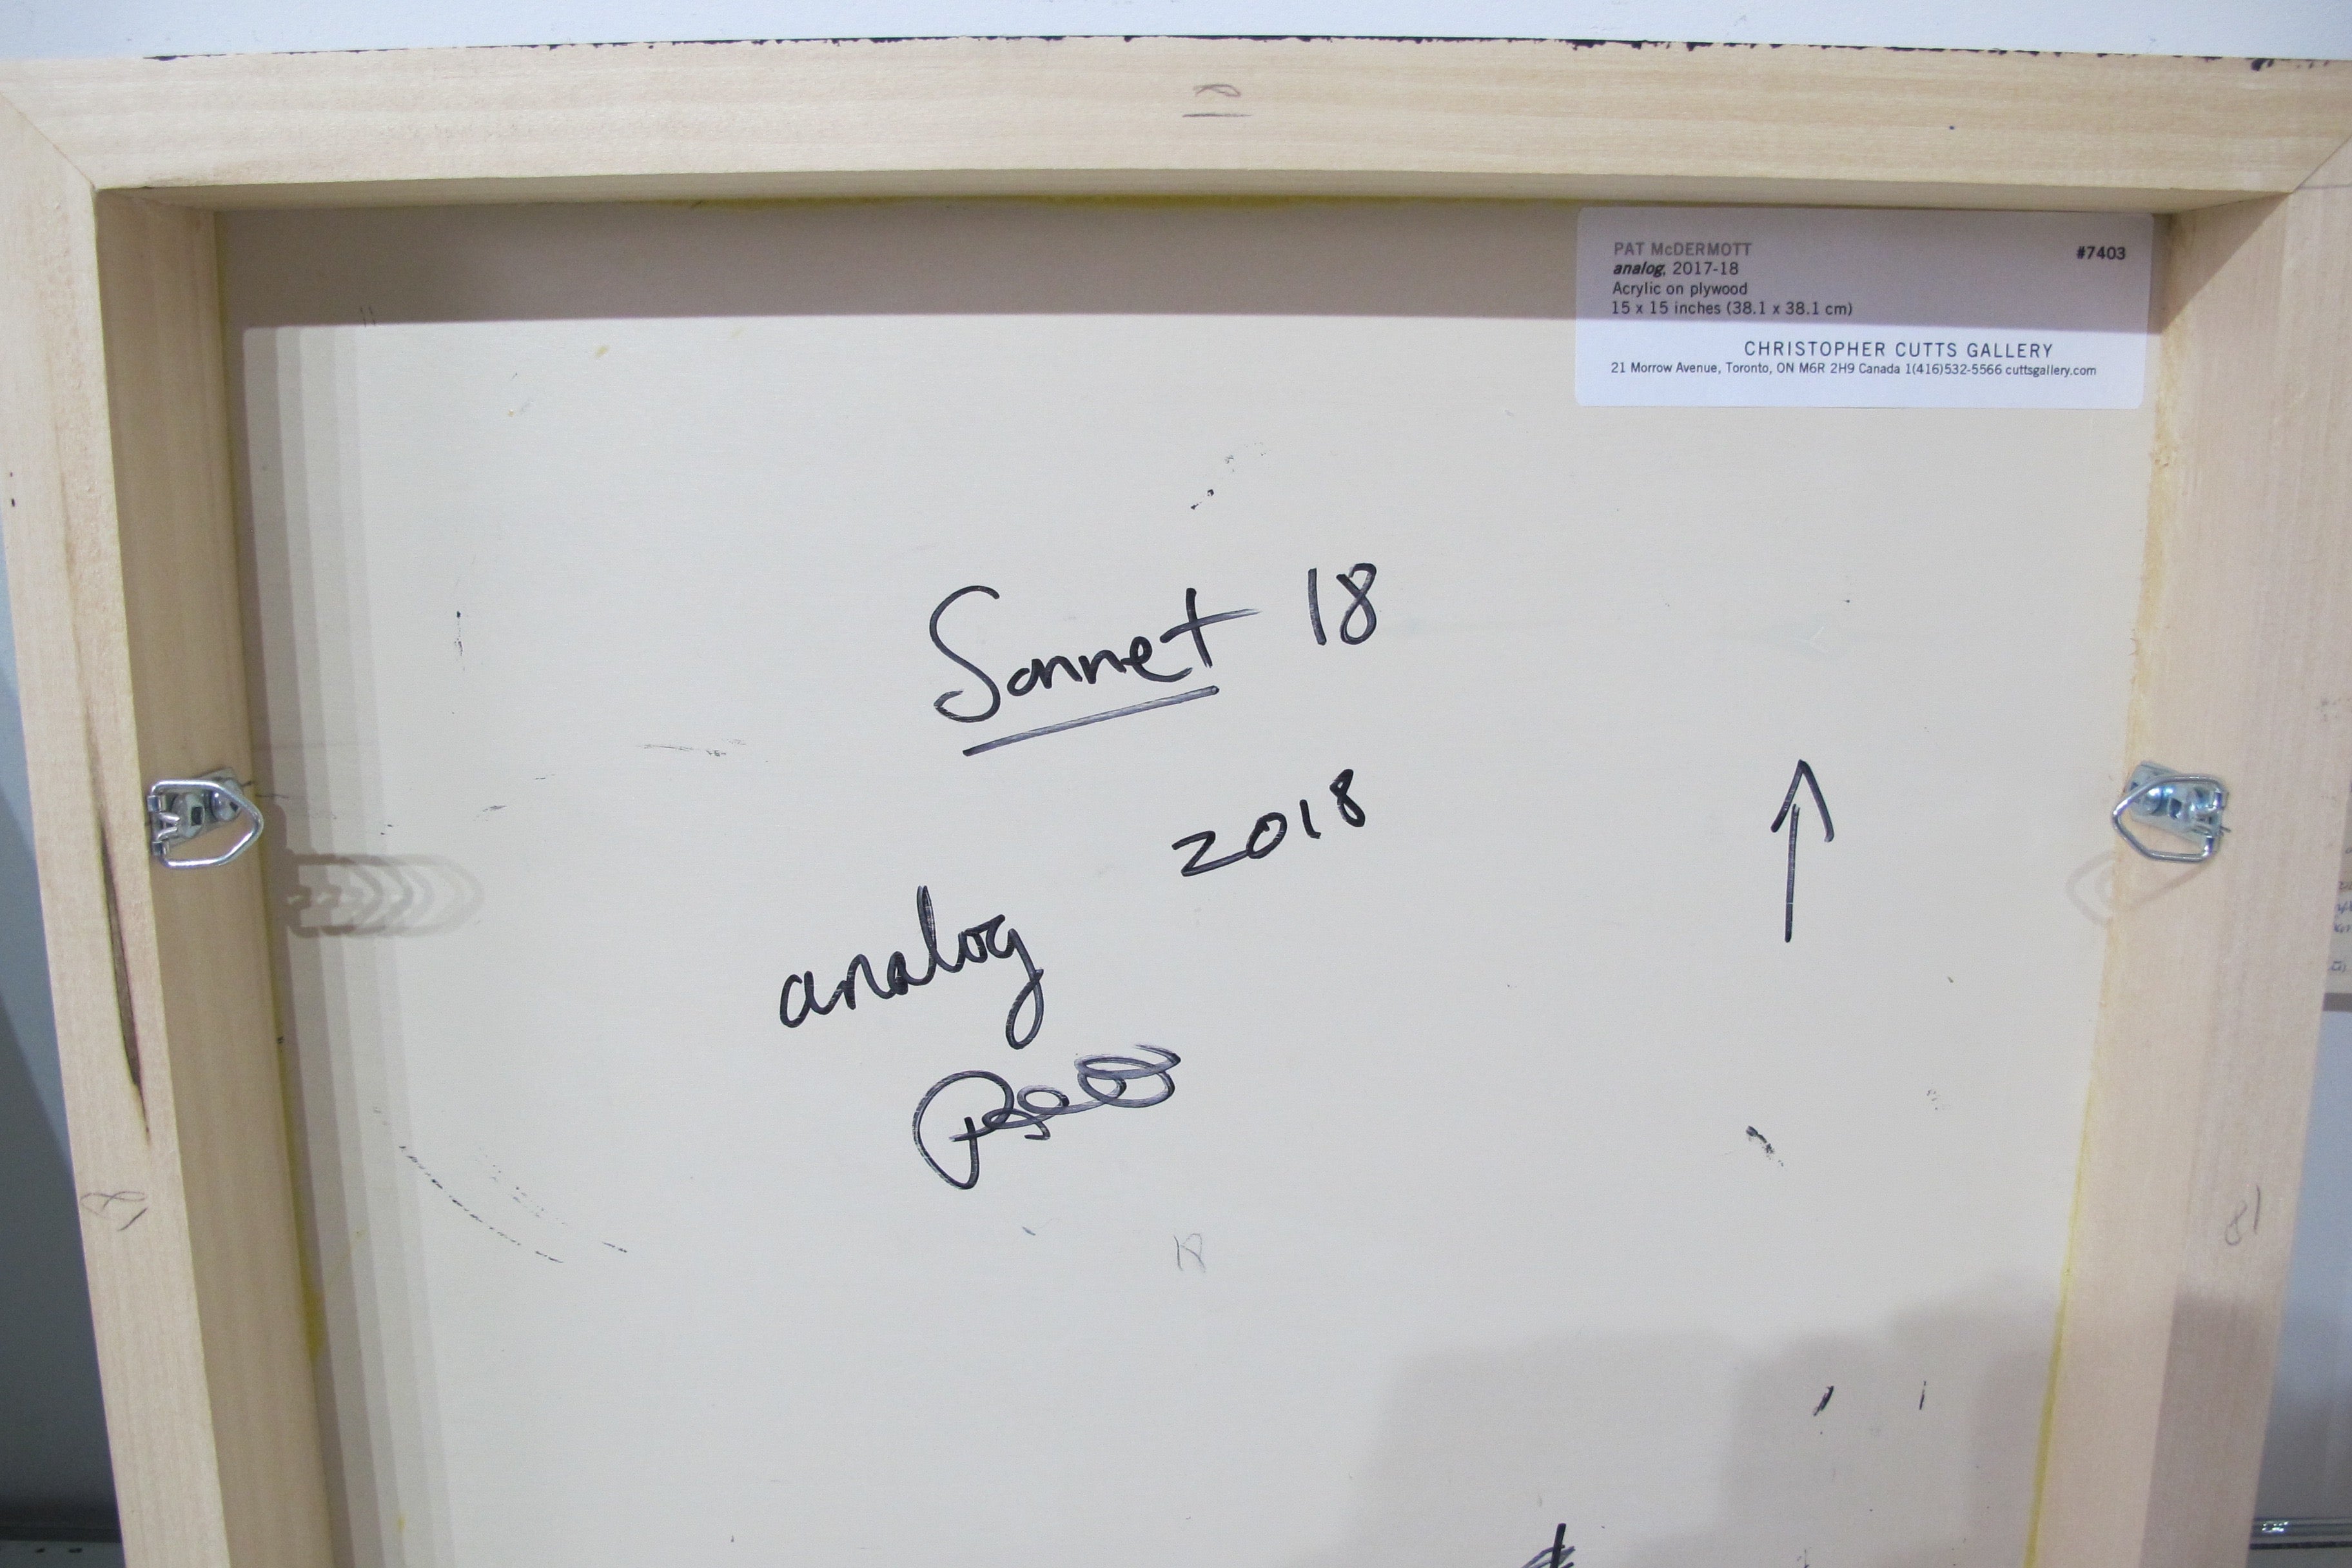 PAT McDERMOTT #7403
analog, 2017-18
Acrylic on plywood
15 x 15 inches (38.1 x 38.1 cm)
CHRISTOPHER CUTTS GALLERY
21 Morrow Avenue, Toronto, ON M6R 2H9 Canada 1(416)532-5566 cuttsgallery.com
Sonnet 18
2018
analog
18
18